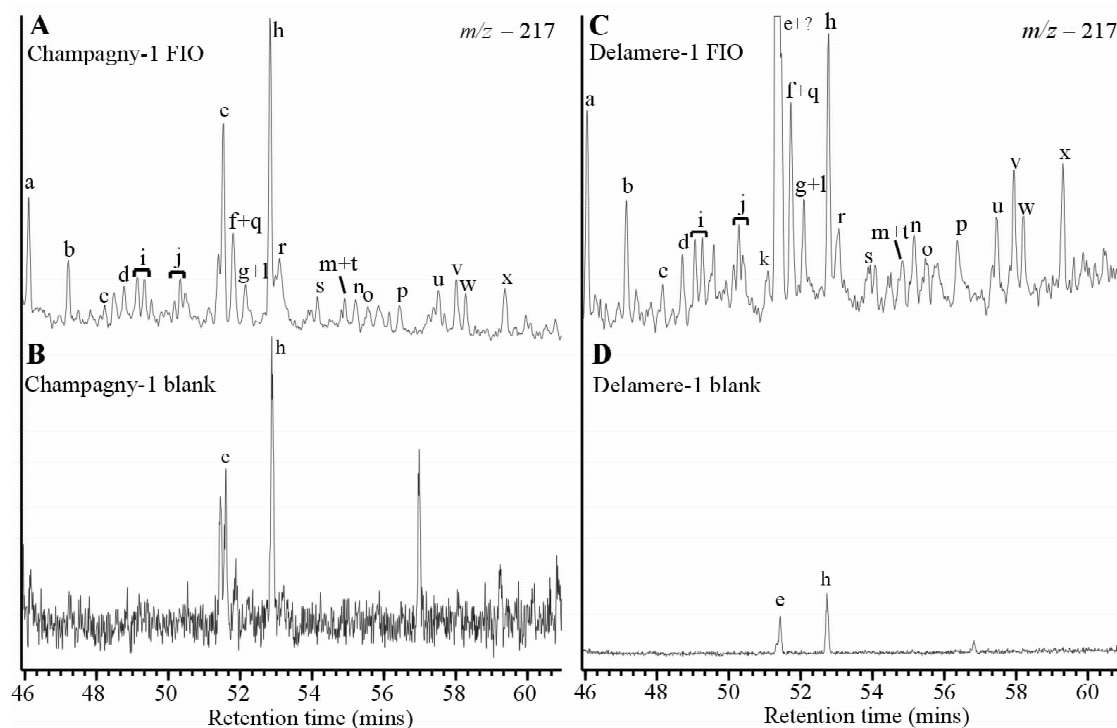 A
Champagny-1 FIO
m/z – 217
a
b
c
d
i
j
c
f+q
g+l
h
r
s
m+t
n
o
p
u
v
w
x
B
Champagny-1 blank
c
h
46 48 50 52 54 56 58 60
Retention time (mins)
C
Delamere-1 FIO
m/z – 217
a
b
c
d
i
j
k
e+?
f+q
g+l
h
r
s
m+t
n
o
p
u
v
w
x
D
Delamere-1 blank
e
h
46 48 50 52 54 56 58 60
Retention time (mins)